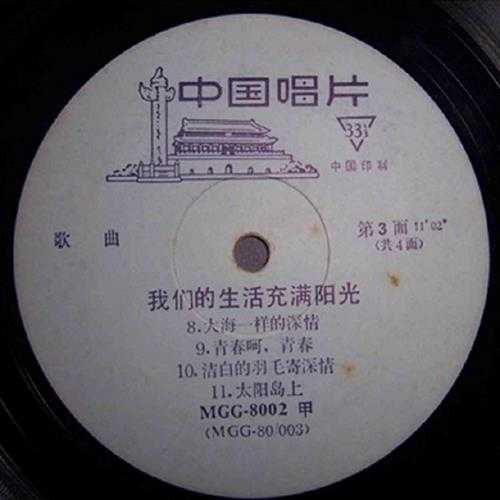 中国唱片
33⅓
中国印制
歌 曲
第3面 11′02″
(共4面)
我们的生活充满阳光
8.大海一样的深情
9.青春呵,青春
10.洁白的羽毛寄深情
11.太阳岛上
MGG-8002 甲
(MGG-80/003)